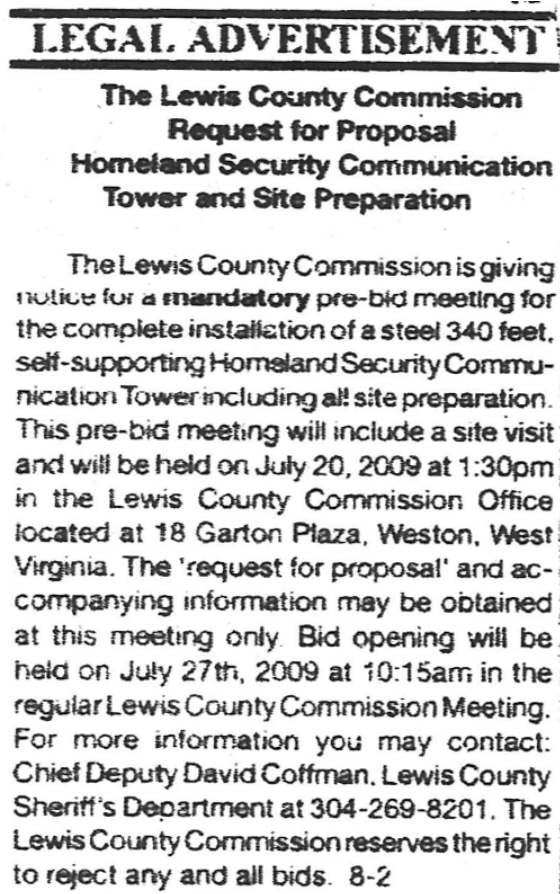 LEGAL ADVERTISEMENT
The Lewis County Commission
Request for Proposal
Homeland Security Communication
Tower and Site Preparation
The Lewis County Commission is giving
notice for a mandatory pre-bid meeting for
the complete installation of a steel 340 feet,
self-supporting Homeland Security Commu-
nication Tower including all site preparation.
This pre-bid meeting will include a site visit
and will be held on July 20, 2009 at 1:30pm
in the Lewis County Commission Office
located at 18 Garton Plaza, Weston, West
Virginia. The 'request for proposal' and ac-
companying information may be obtained
at this meeting only. Bid opening will be
held on July 27th, 2009 at 10:15am in the
regular Lewis County Commission Meeting.
For more information you may contact:
Chief Deputy David Coffman, Lewis County
Sheriff's Department at 304-269-8201. The
Lewis County Commission reserves the right
to reject any and all bids. 8-2